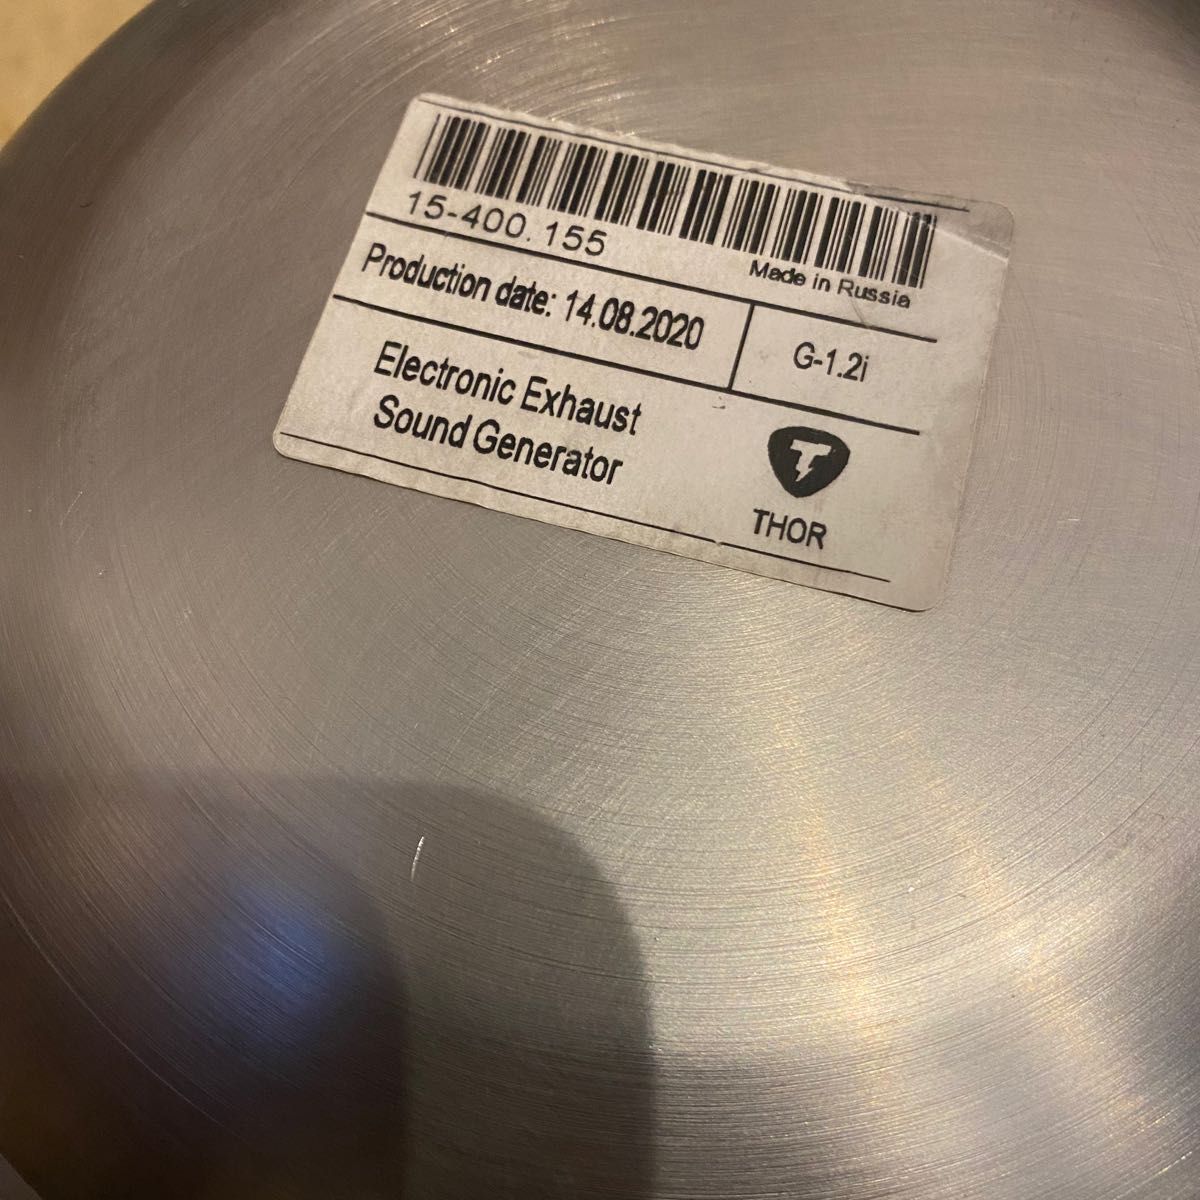 15-400.155
Made in Russia
Production date: 14.08.2020
G-1.2i
Electronic Exhaust
Sound Generator
T
THOR